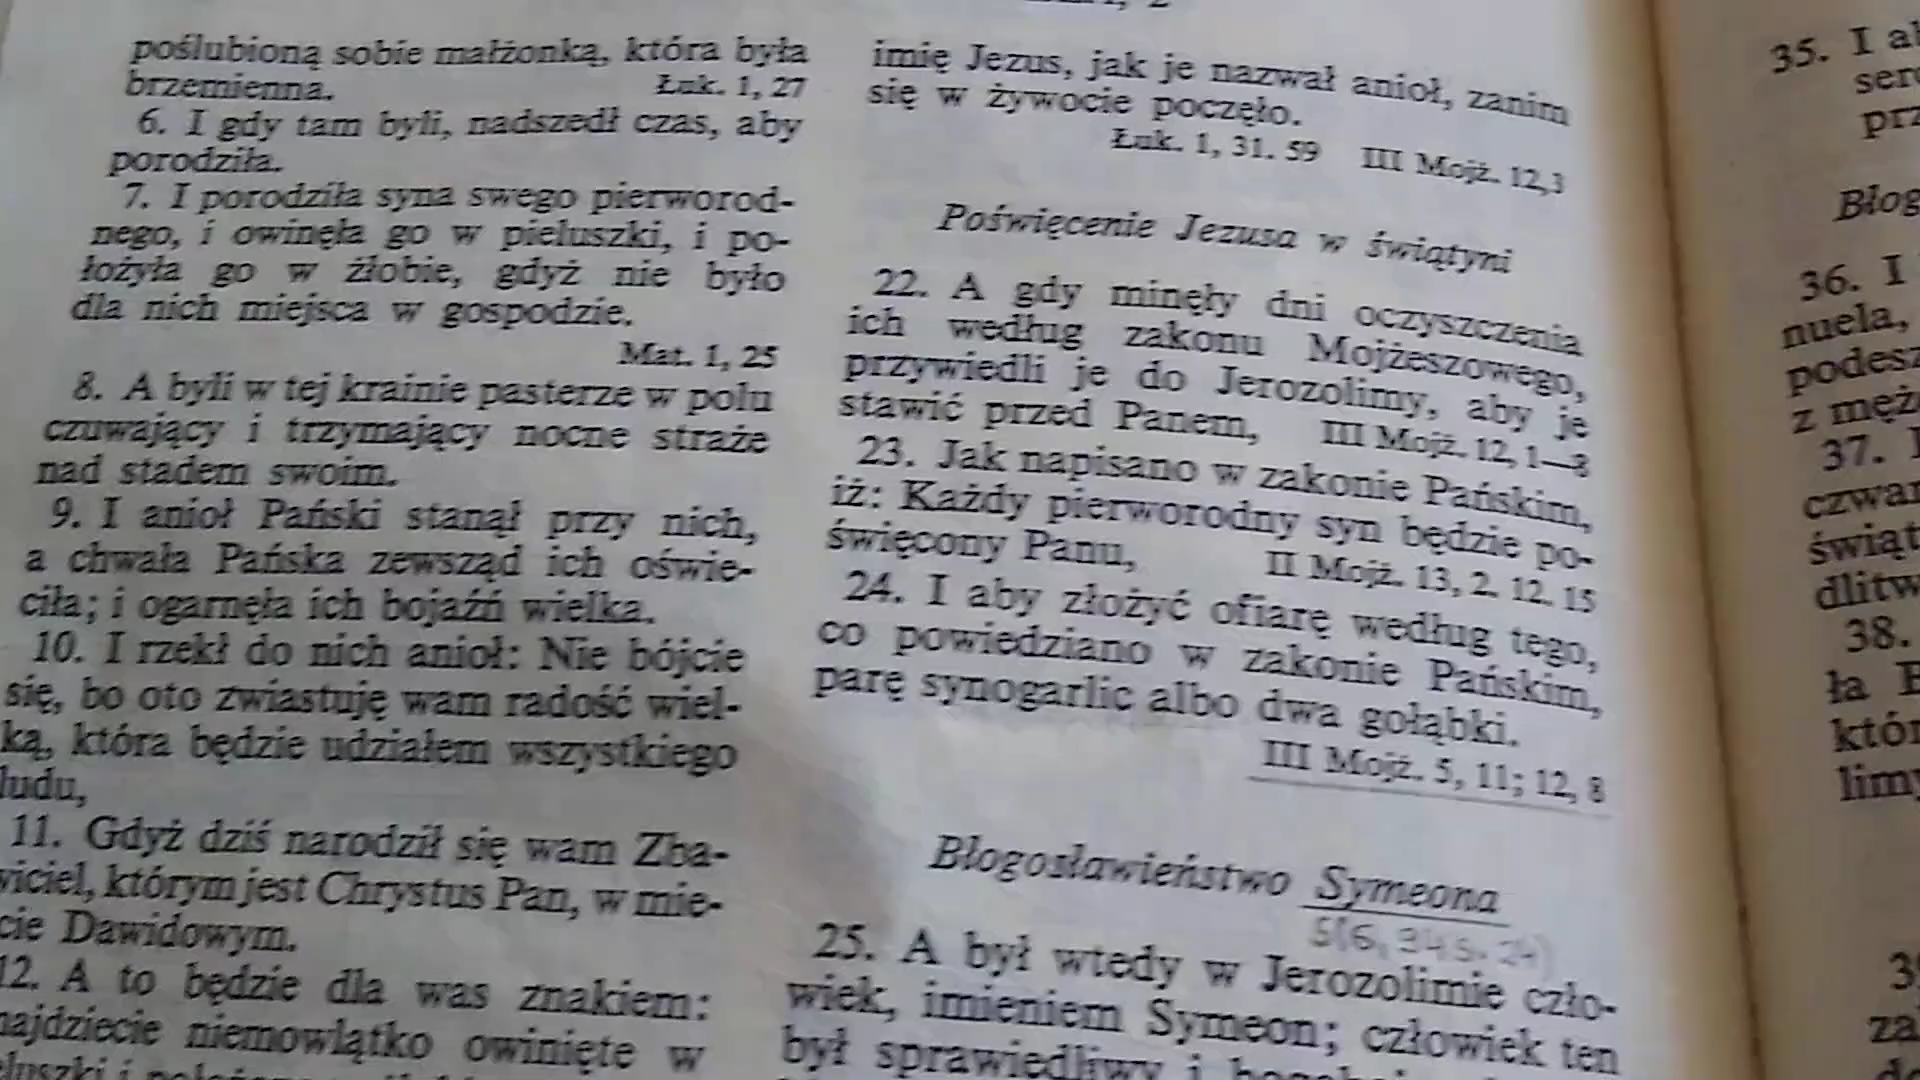 poślubioną sobie małżonką, która była
brzemienna. Łuk. 1, 27
6. I gdy tam byli, nadszedł czas, aby
porodziła.
7. I porodziła syna swego pierworod-
nego, i owinęła go w pieluszki, i po-
łożyła go w żłobie, gdyż nie było
dla nich miejsca w gospodzie.
Mat. 1, 25
8. A byli w tej krainie pasterze w polu
czuwający i trzymający nocne straże
nad stadem swoim.
9. I anioł Pański stanął przy nich,
a chwała Pańska zewsząd ich oświe-
ciła; i ogarnęła ich bojaźń wielka.
10. I rzekł do nich anioł: Nie bójcie
się, bo oto zwiastuję wam radość wiel-
ką, która będzie udziałem wszystkiego
ludu,
11. Gdyż dziś narodził się wam Zba-
wiciel, którym jest Chrystus Pan, w mie-
cie Dawidowym.
12. A to będzie dla was znakiem:
najdziecie niemowlątko owinięte w
imię Jezus, jak je nazwał anioł, zanim
się w żywocie poczęło.
Łuk. 1, 31. 59 III Mojż. 12,3
Poświęcenie Jezusa w świątyni
22. A gdy minęły dni oczyszczenia
ich według zakonu Mojżeszowego,
przywiedli je do Jerozolimy, aby je
stawić przed Panem, III Mojż. 12, 1—8
23. Jak napisano w zakonie Pańskim,
iż: Każdy pierworodny syn będzie po-
święcony Panu, II Mojż. 13, 2. 12. 15
24. I aby złożyć ofiarę według tego,
co powiedziano w zakonie Pańskim,
parę synogarlic albo dwa gołąbki.
III Mojż. 5, 11; 12, 8
Błogosławieństwo Symeona
25. A był wtedy w Jerozolimie czło-
wiek, imieniem Symeon; człowiek ten
był sprawiedliwy i
35. I
36. I
nuela,
z
37.
38.